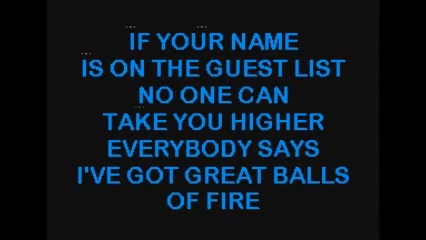 IF YOUR NAME
IS ON THE GUEST LIST
NO ONE CAN
TAKE YOU HIGHER
EVERYBODY SAYS
I'VE GOT GREAT BALLS
OF FIRE